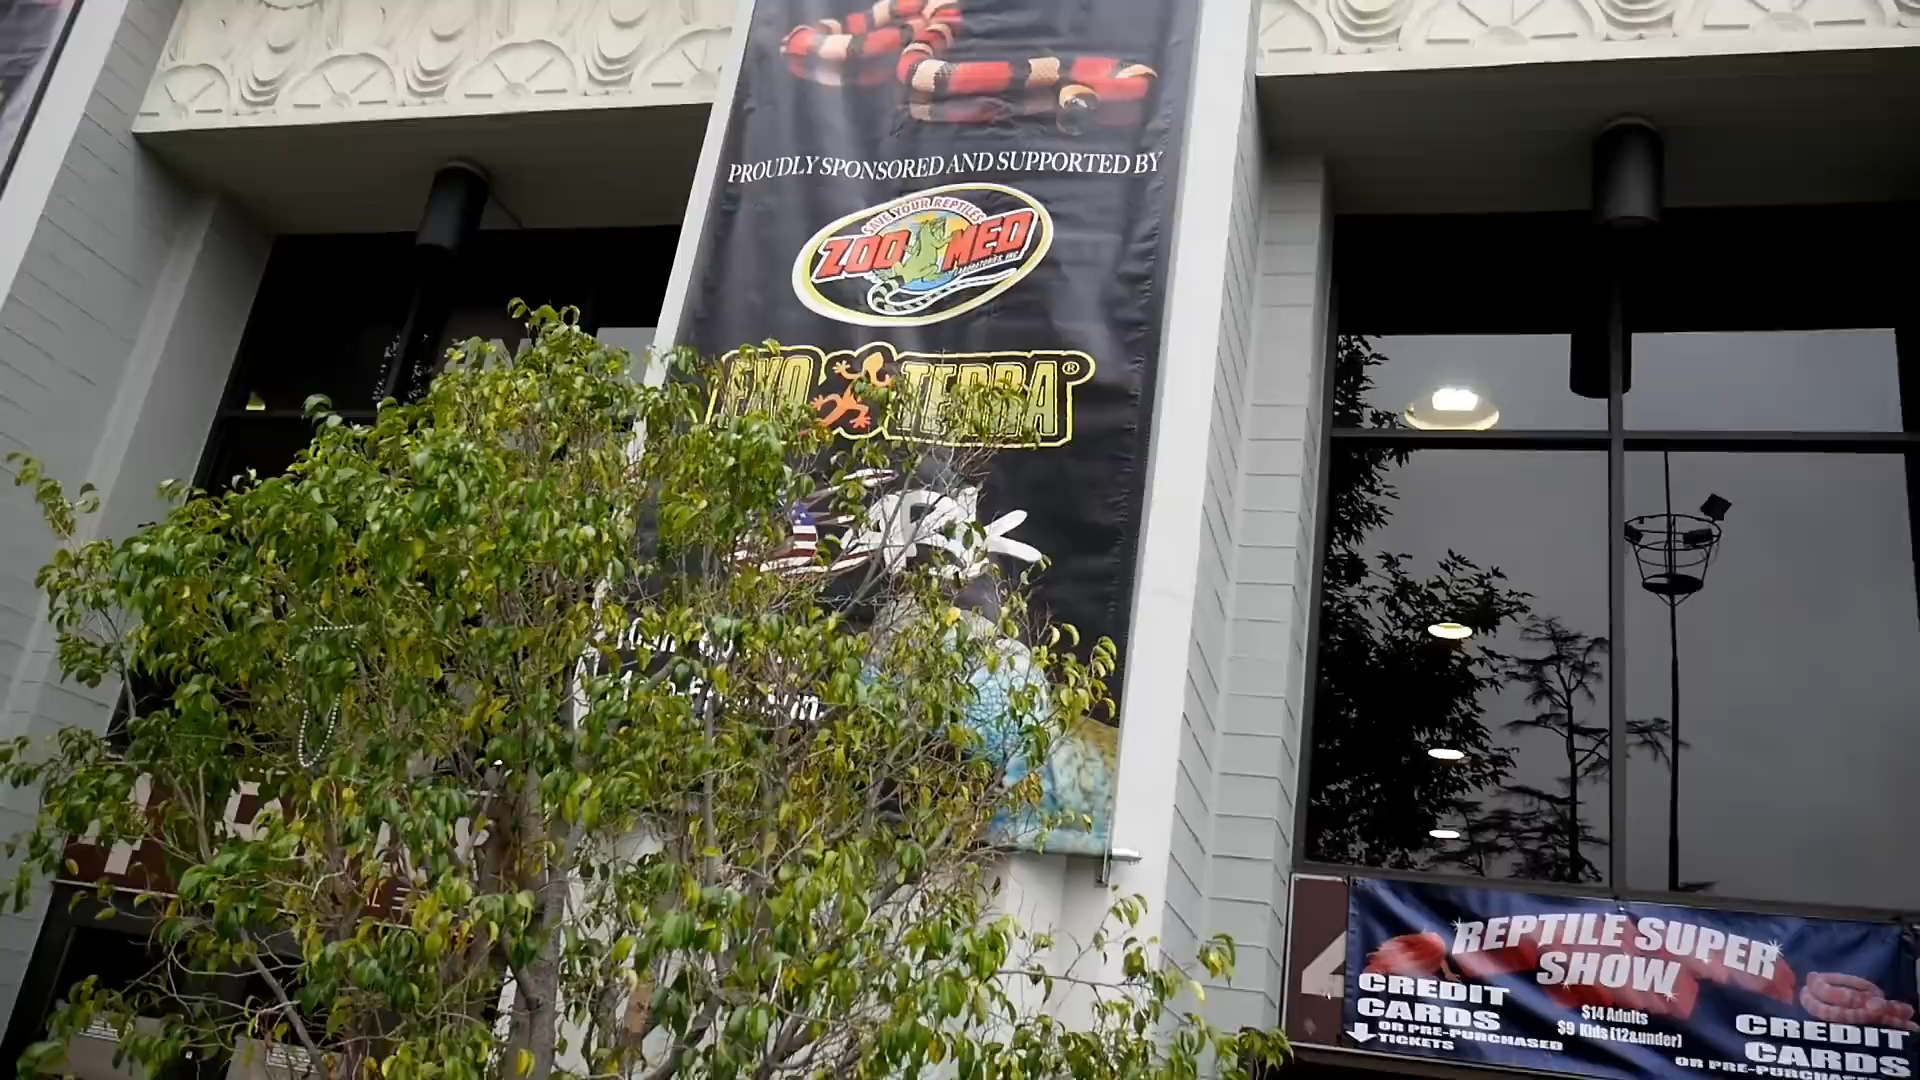 PROUDLY SPONSORED AND SUPPORTED BY
SAVE YOUR REPTILES
ZOO MED
LABORATORIES, INC.
EXO TERRA®
4
REPTILE SUPER
SHOW
CREDIT
CARDS
OR PRE-PURCHASED
TICKETS
$14 Adults
$9 Kids (12&under)
CREDIT
CARDS